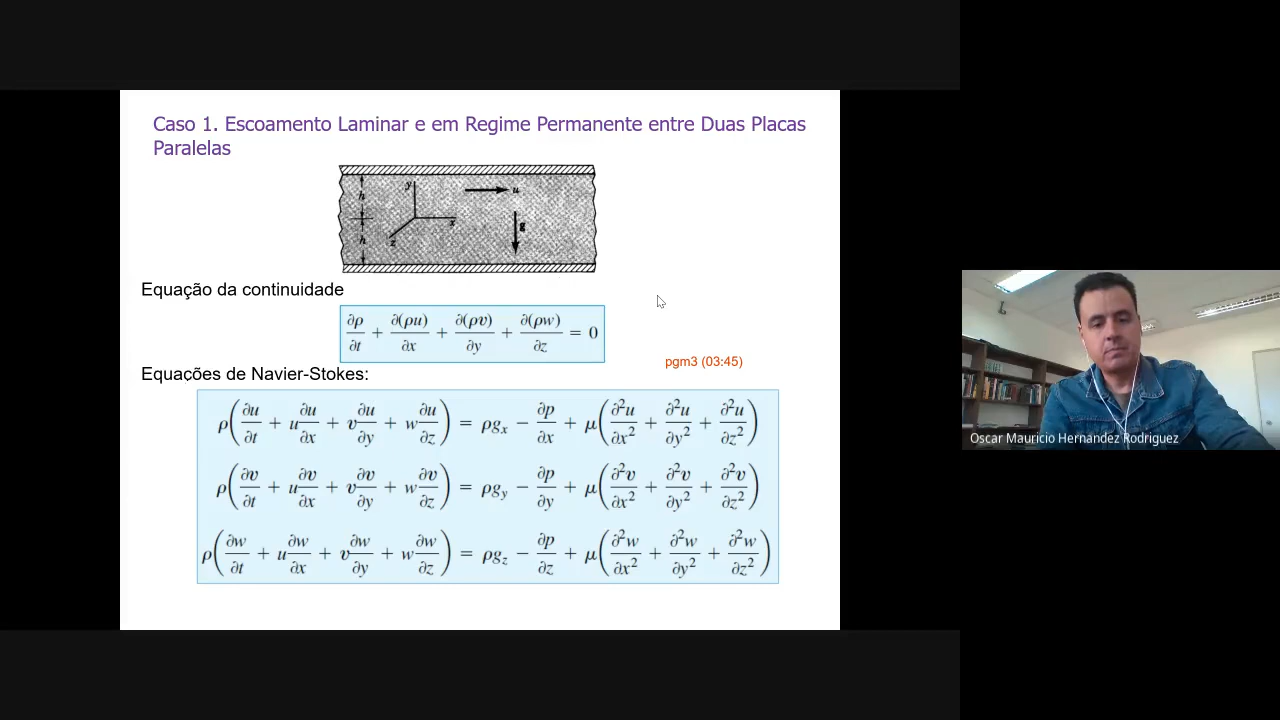 Caso 1. Escoamento Laminar e em Regime Permanente entre Duas Placas
Paralelas
h
y
u
x
g
h
z
Equação da continuidade
∂ρ/∂t + ∂(ρu)/∂x + ∂(ρv)/∂y + ∂(ρw)/∂z = 0
pgm3 (03:45)
Equações de Navier-Stokes:
ρ(∂u/∂t + u ∂u/∂x + v ∂u/∂y + w ∂u/∂z) = ρgₓ − ∂p/∂x + μ(∂²u/∂x² + ∂²u/∂y² + ∂²u/∂z²)
ρ(∂v/∂t + u ∂v/∂x + v ∂v/∂y + w ∂v/∂z) = ρg_y − ∂p/∂y + μ(∂²v/∂x² + ∂²v/∂y² + ∂²v/∂z²)
ρ(∂w/∂t + u ∂w/∂x + v ∂w/∂y + w ∂w/∂z) = ρg_z − ∂p/∂z + μ(∂²w/∂x² + ∂²w/∂y² + ∂²w/∂z²)
Oscar Mauricio Hernandez Rodriguez